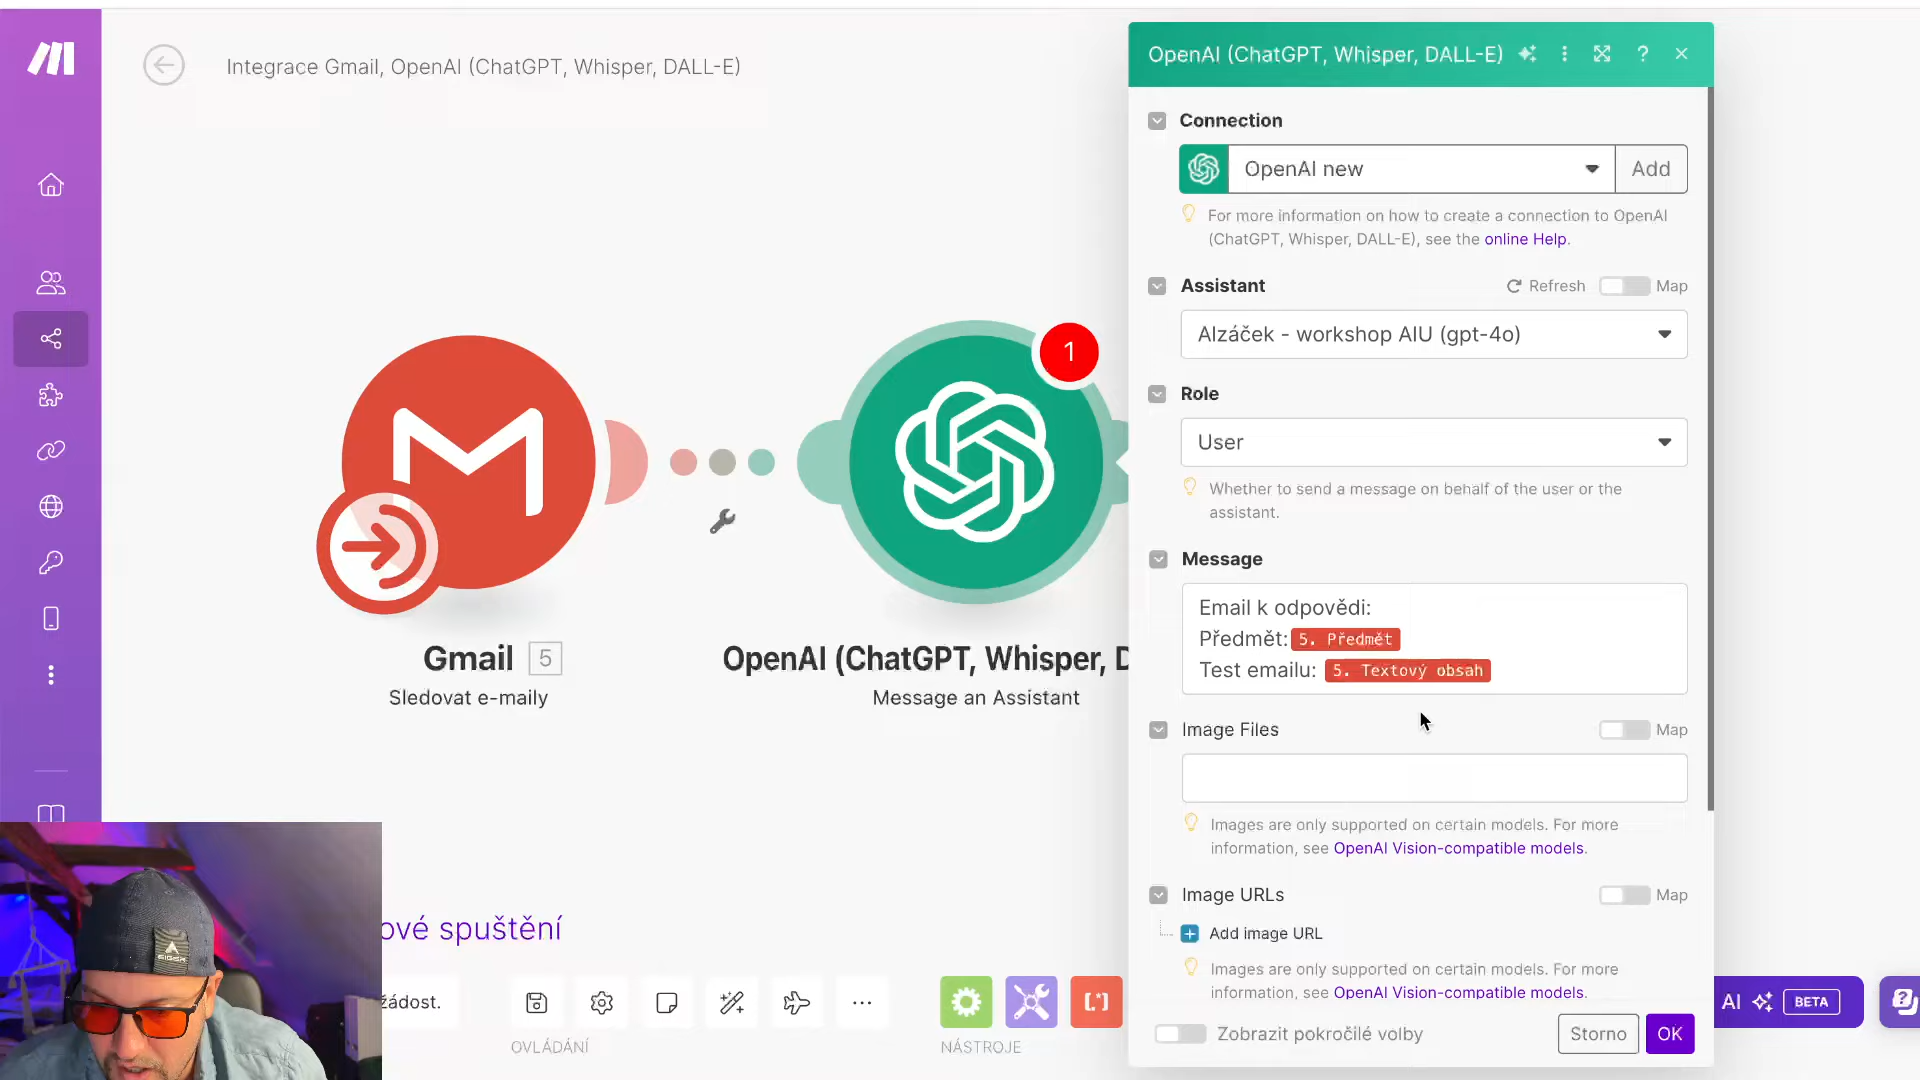 Integrace Gmail, OpenAI (ChatGPT, Whisper, DALL-E)
1
Gmail 5
Sledovat e-maily
OpenAI (ChatGPT, Whisper, D
Message an Assistant
ové spuštění
žádost.
OVLÁDÁNÍ
NÁSTROJE
OpenAI (ChatGPT, Whisper, DALL-E)
Connection
OpenAI new
Add
For more information on how to create a connection to OpenAI
(ChatGPT, Whisper, DALL-E), see the online Help.
Assistant
Refresh
Map
Alzáček - workshop AIU (gpt-4o)
Role
User
Whether to send a message on behalf of the user or the
assistant.
Message
Email k odpovědi:
Předmět: 5. Předmět
Test emailu: 5. Textový obsah
Image Files
Map
Images are only supported on certain models. For more
information, see OpenAI Vision-compatible models.
Image URLs
Map
Add image URL
Images are only supported on certain models. For more
information, see OpenAI Vision-compatible models.
Zobrazit pokročilé volby
Storno
OK
AI BETA